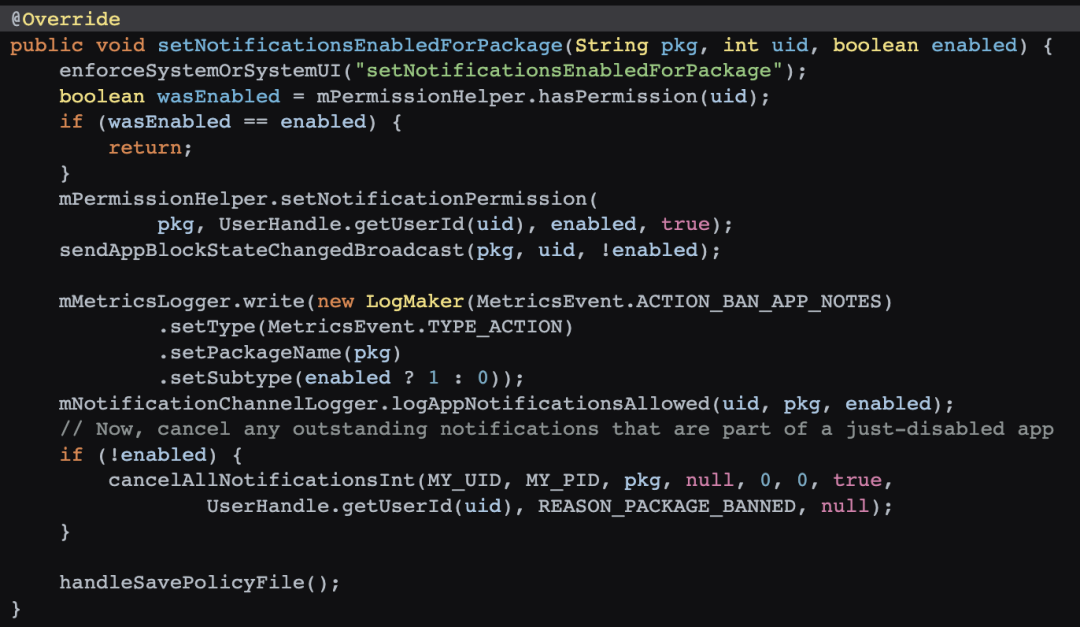 @Override
public void setNotificationsEnabledForPackage(String pkg, int uid, boolean enabled) {
    enforceSystemOrSystemUI("setNotificationsEnabledForPackage");
    boolean wasEnabled = mPermissionHelper.hasPermission(uid);
    if (wasEnabled == enabled) {
        return;
    }
    mPermissionHelper.setNotificationPermission(
            pkg, UserHandle.getUserId(uid), enabled, true);
    sendAppBlockStateChangedBroadcast(pkg, uid, !enabled);

    mMetricsLogger.write(new LogMaker(MetricsEvent.ACTION_BAN_APP_NOTES)
            .setType(MetricsEvent.TYPE_ACTION)
            .setPackageName(pkg)
            .setSubtype(enabled ? 1 : 0));
    mNotificationChannelLogger.logAppNotificationsAllowed(uid, pkg, enabled);
    // Now, cancel any outstanding notifications that are part of a just-disabled app
    if (!enabled) {
        cancelAllNotificationsInt(MY_UID, MY_PID, pkg, null, 0, 0, true,
                UserHandle.getUserId(uid), REASON_PACKAGE_BANNED, null);
    }

    handleSavePolicyFile();
}